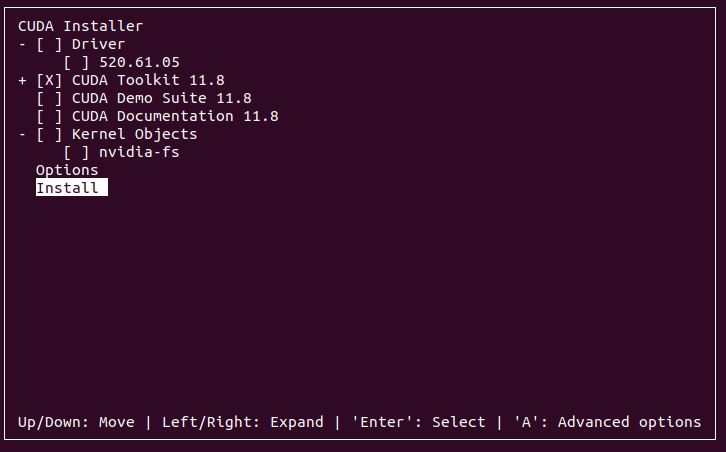 CUDA Installer
- [ ] Driver
[ ] 520.61.05
+ [X] CUDA Toolkit 11.8
[ ] CUDA Demo Suite 11.8
[ ] CUDA Documentation 11.8
- [ ] Kernel Objects
[ ] nvidia-fs
Options
Install
Up/Down: Move | Left/Right: Expand | 'Enter': Select | 'A': Advanced options